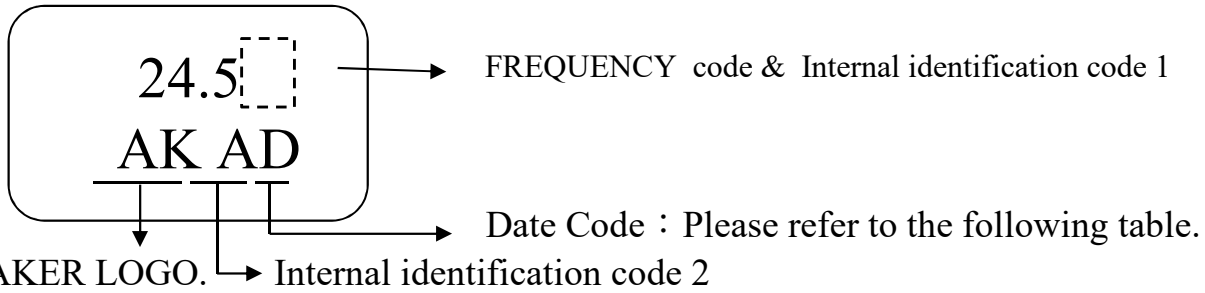 24.5
FREQUENCY code & Internal identification code 1
AK AD
Date Code：Please refer to the following table.
AKER LOGO. Internal identification code 2